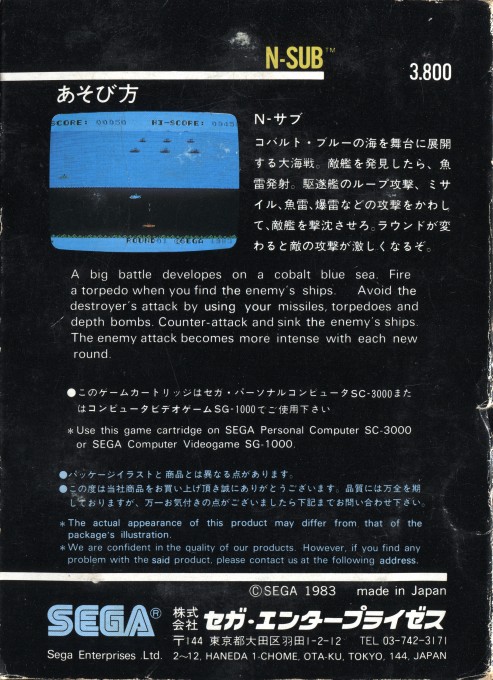 N-SUB™
3.800
あそび方
SCORE: 00050 HI-SCORE: 0005
ROUND:1 ©SEGA 1983
N-サブ
コバルト・ブルーの海を舞台に展開
する大海戦。敵艦を発見したら、魚
雷発射。駆逐艦のループ攻撃、ミサ
イル、魚雷、爆雷などの攻撃をかわし
て、敵艦を撃沈させろ。ラウンドが変
わると敵の攻撃が激しくなるぞ。
A big battle developes on a cobalt blue sea. Fire
a torpedo when you find the enemy's ships. Avoid the
destroyer's attack by using your missiles, torpedoes and
depth bombs. Counter-attack and sink the enemy's ships.
The enemy attack becomes more intense with each new
round.
●このゲームカートリッジはセガ・パーソナルコンピュータSC-3000また
はコンピュータビデオゲームSG-1000でご使用下さい
*Use this game cartridge on SEGA Personal Computer SC-3000
or SEGA Computer Videogame SG-1000.
●パッケージイラストと商品とは異なる点があります。
●この度は当社商品をお買い上げ頂き誠にありがとうございます。品質には万全を期
しておりますが、万一お気付きの点がございましたら下記までお問い合わせ下さい。
*The actual appearance of this product may differ from that of the
package's illustration.
*We are confident in the quality of our products. However, if you find any
problem with the said product, please contact us at the following address.
©SEGA 1983 made in Japan
SEGA® 株式会社 セガ・エンタープライゼス
〒144 東京都大田区羽田1-2-12 TEL 03-742-3171
Sega Enterprises .Ltd. 2~12, HANEDA 1-CHOME, OTA-KU, TOKYO, 144, JAPAN